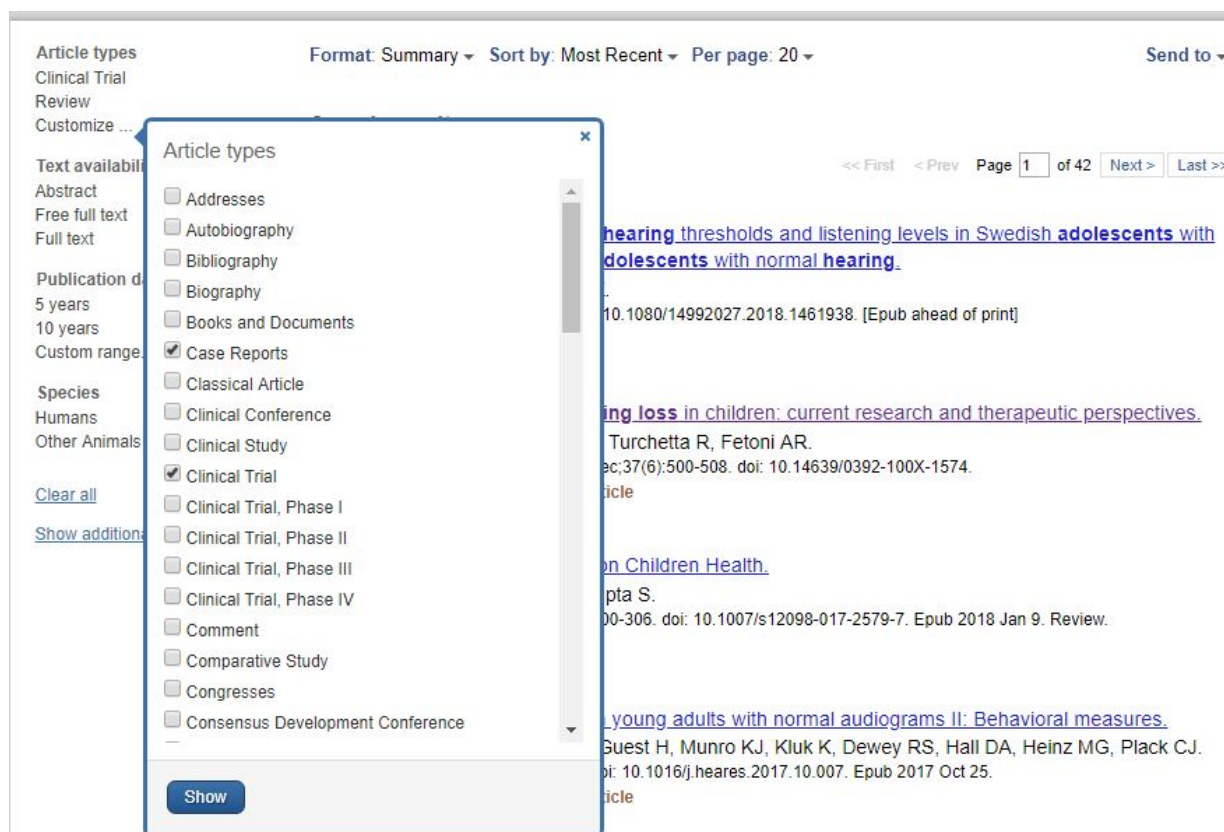 Article types
Clinical Trial
Review
Customize ...
Text availabili
Abstract
Free full text
Full text
Publication d
5 years
10 years
Custom range.
Species
Humans
Other Animals
Clear all
Show additiona
Format: Summary Sort by: Most Recent Per page: 20
Send to
Article types
×
Addresses
Autobiography
Bibliography
Biography
Books and Documents
Case Reports
Classical Article
Clinical Conference
Clinical Study
Clinical Trial
Clinical Trial, Phase I
Clinical Trial, Phase II
Clinical Trial, Phase III
Clinical Trial, Phase IV
Comment
Comparative Study
Congresses
Consensus Development Conference
Show
<< First < Prev Page 1 of 42 Next > Last >>
hearing thresholds and listening levels in Swedish adolescents with
dolescents with normal hearing.
10.1080/14992027.2018.1461938. [Epub ahead of print]
ing loss in children: current research and therapeutic perspectives.
Turchetta R, Fetoni AR.
ec;37(6):500-508. doi: 10.14639/0392-100X-1574.
ticle
on Children Health.
pta S.
00-306. doi: 10.1007/s12098-017-2579-7. Epub 2018 Jan 9. Review.
young adults with normal audiograms II: Behavioral measures.
Guest H, Munro KJ, Kluk K, Dewey RS, Hall DA, Heinz MG, Plack CJ.
oi: 10.1016/j.heares.2017.10.007. Epub 2017 Oct 25.
ticle